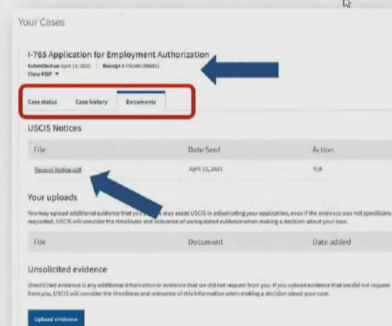 Your Cases
I-765 Application for Employment Authorization
Submitted on April 13, 2021 Receipt #
View PDF
Case status Case history Documents
USCIS Notices
File Date Sent Action
Receipt Notice.pdf April 13, 2021 N/A
Your uploads
You may upload additional evidence that you may assist USCIS in adjudicating your application, even if the evidence was not specifically
requested. USCIS will consider the timeliness and relevance of unrequested evidence when making a decision about your case.
File Document Date added
Unsolicited evidence
Unsolicited evidence is any additional information or evidence that we did not request from you. If you upload evidence that we did not request
from you, USCIS will consider the timeliness and relevance of this information when making a decision about your case.
Upload evidence